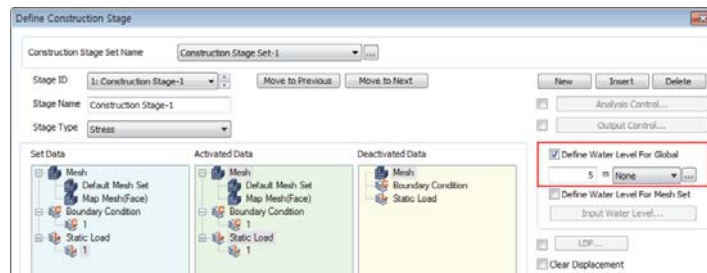 Define Construction Stage
Construction Stage Set Name
Construction Stage Set-1
...
Stage ID
1: Construction Stage-1
Move to Previous
Move to Next
New
Insert
Delete
Stage Name
Construction Stage-1
Analysis Control...
Stage Type
Stress
Output Control...
Set Data
Activated Data
Deactivated Data
Define Water Level For Global
5 m None ...
Define Water Level For Mesh Set
Input Water Level...
LDF...
Clear Displacement
Mesh
Default Mesh Set
Map Mesh(Face)
Boundary Condition
1
Static Load
1
Mesh
Default Mesh Set
Map Mesh(Face)
Boundary Condition
1
Static Load
1
Mesh
Boundary Condition
Static Load